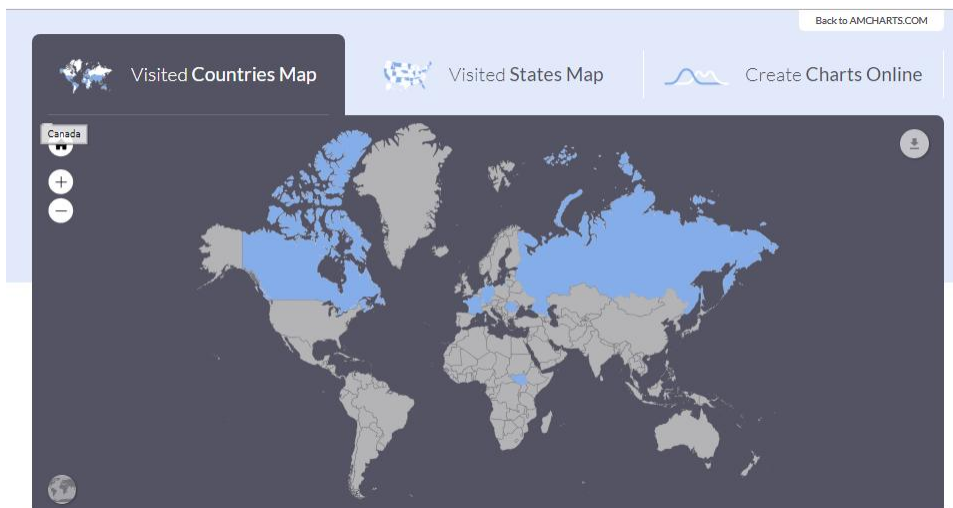 Back to AMCHARTS.COM
Visited Countries Map
Visited States Map
Create Charts Online
Canada